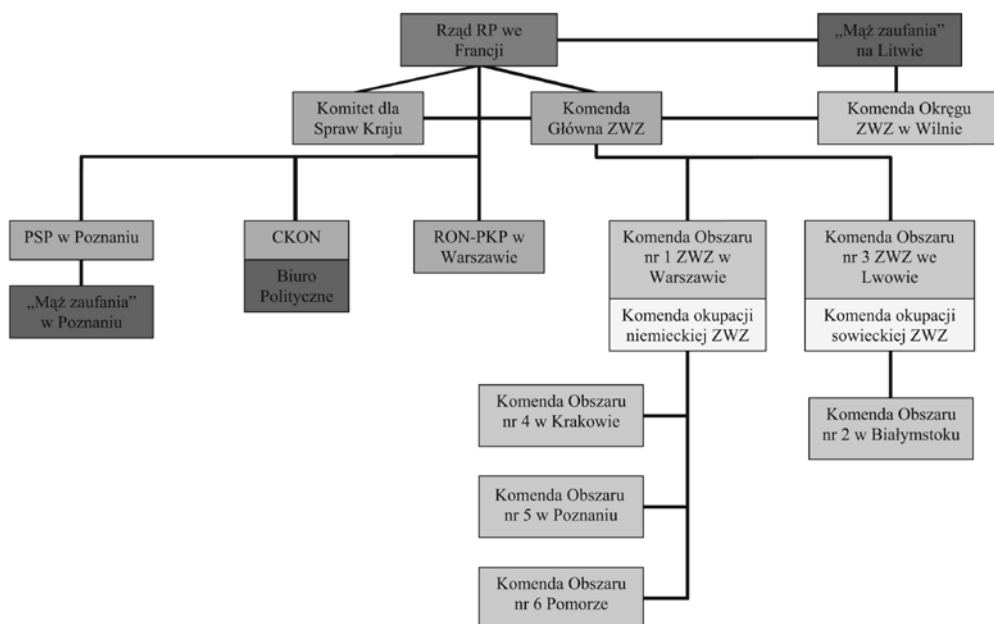 Rząd RP we
Francji
„Mąż zaufania”
na Litwie
Komitet dla
Spraw Kraju
Komenda
Główna ZWZ
Komenda Okręgu
ZWZ w Wilnie
PSP w Poznaniu
„Mąż zaufania”
w Poznaniu
CKON
Biuro
Polityczne
RON-PKP w
Warszawie
Komenda Obszaru
nr 1 ZWZ w
Warszawie
Komenda okupacji
niemieckiej ZWZ
Komenda Obszaru
nr 3 ZWZ we
Lwowie
Komenda okupacji
sowieckiej ZWZ
Komenda Obszaru
nr 4 w Krakowie
Komenda Obszaru
nr 2 w Białymstoku
Komenda Obszaru
nr 5 w Poznaniu
Komenda Obszaru
nr 6 Pomorze